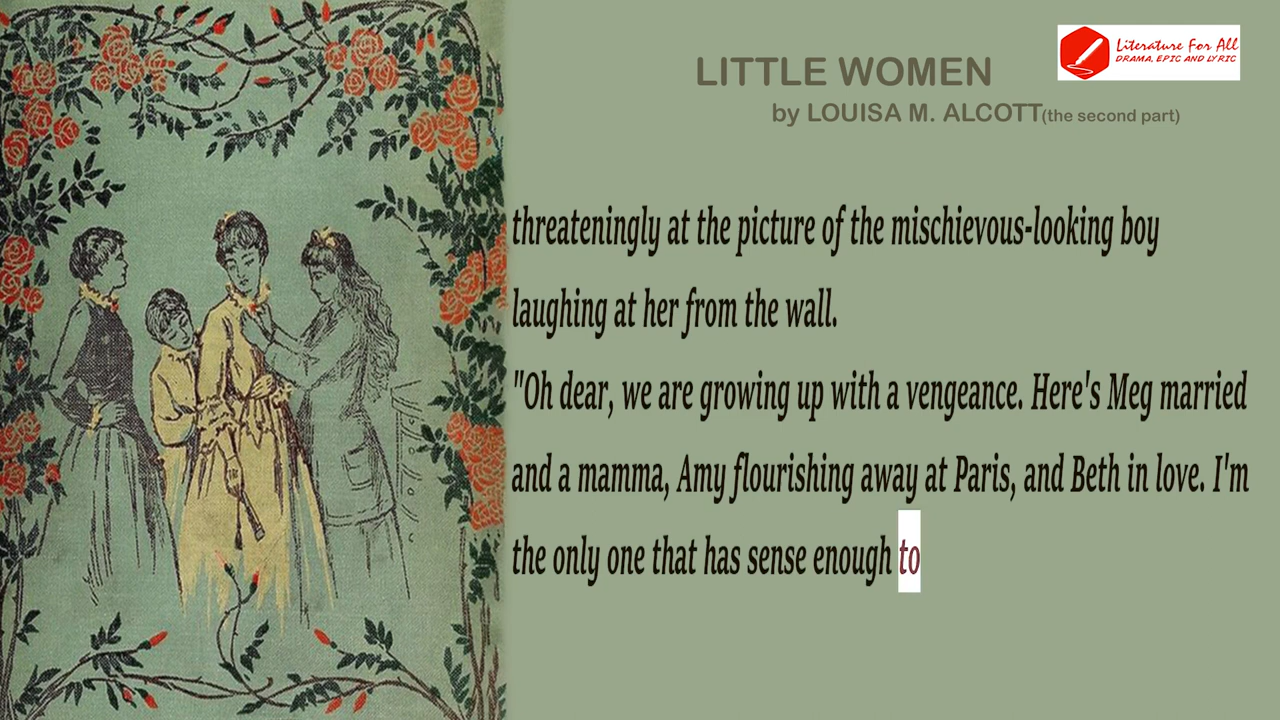 LITTLE WOMEN
by LOUISA M. ALCOTT(the second part)
Literature For All
DRAMA, EPIC AND LYRIC
threateningly at the picture of the mischievous-looking boy
laughing at her from the wall.
"Oh dear, we are growing up with a vengeance. Here's Meg married
and a mamma, Amy flourishing away at Paris, and Beth in love. I'm
the only one that has sense enough to